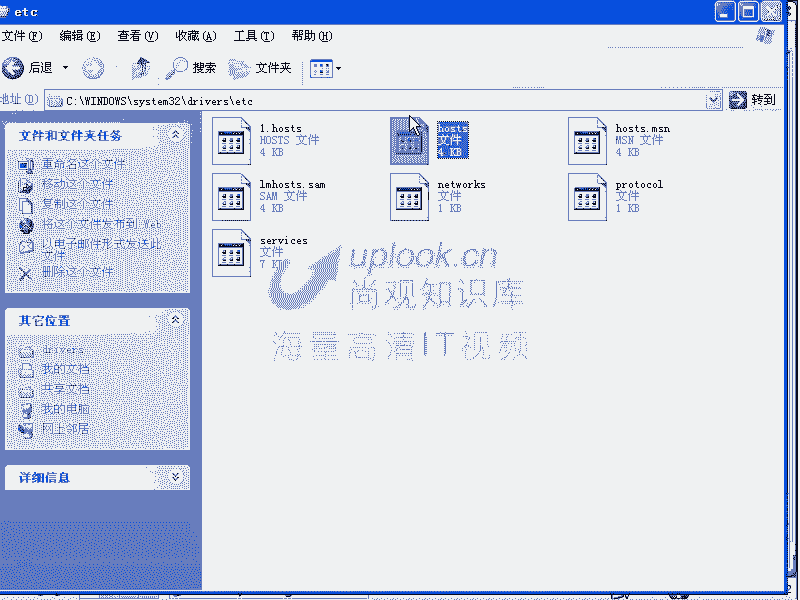 etc
文件(F) 编辑(E) 查看(V) 收藏(A) 工具(T) 帮助(H)
后退 搜索 文件夹
地址(D) C:\WINDOWS\system32\drivers\etc 转到
文件和文件夹任务
重命名这个文件
移动这个文件
复制这个文件
将这个文件发布到 Web
以电子邮件形式发送此
文件
删除这个文件
其它位置
drivers
我的文档
共享文档
我的电脑
网上邻居
详细信息
1.hosts
HOSTS 文件
4 KB
hosts
文件
4 KB
hosts.msn
MSN 文件
4 KB
lmhosts.sam
SAM 文件
4 KB
networks
文件
1 KB
protocol
文件
1 KB
services
文件
7 KB
uplook.cn
尚观知识库
海量高清IT视频